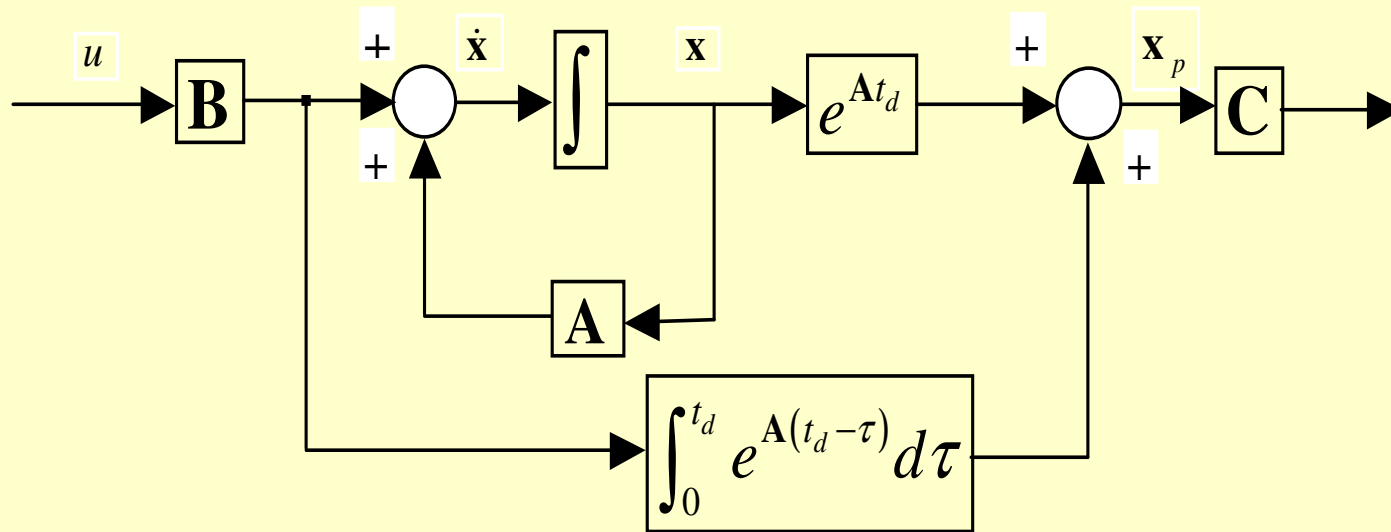 u
B
+
+
ẋ
∫
x
e^{At_d}
+
+
x_p
C
A
∫_0^{t_d} e^{A(t_d−τ)}dτ